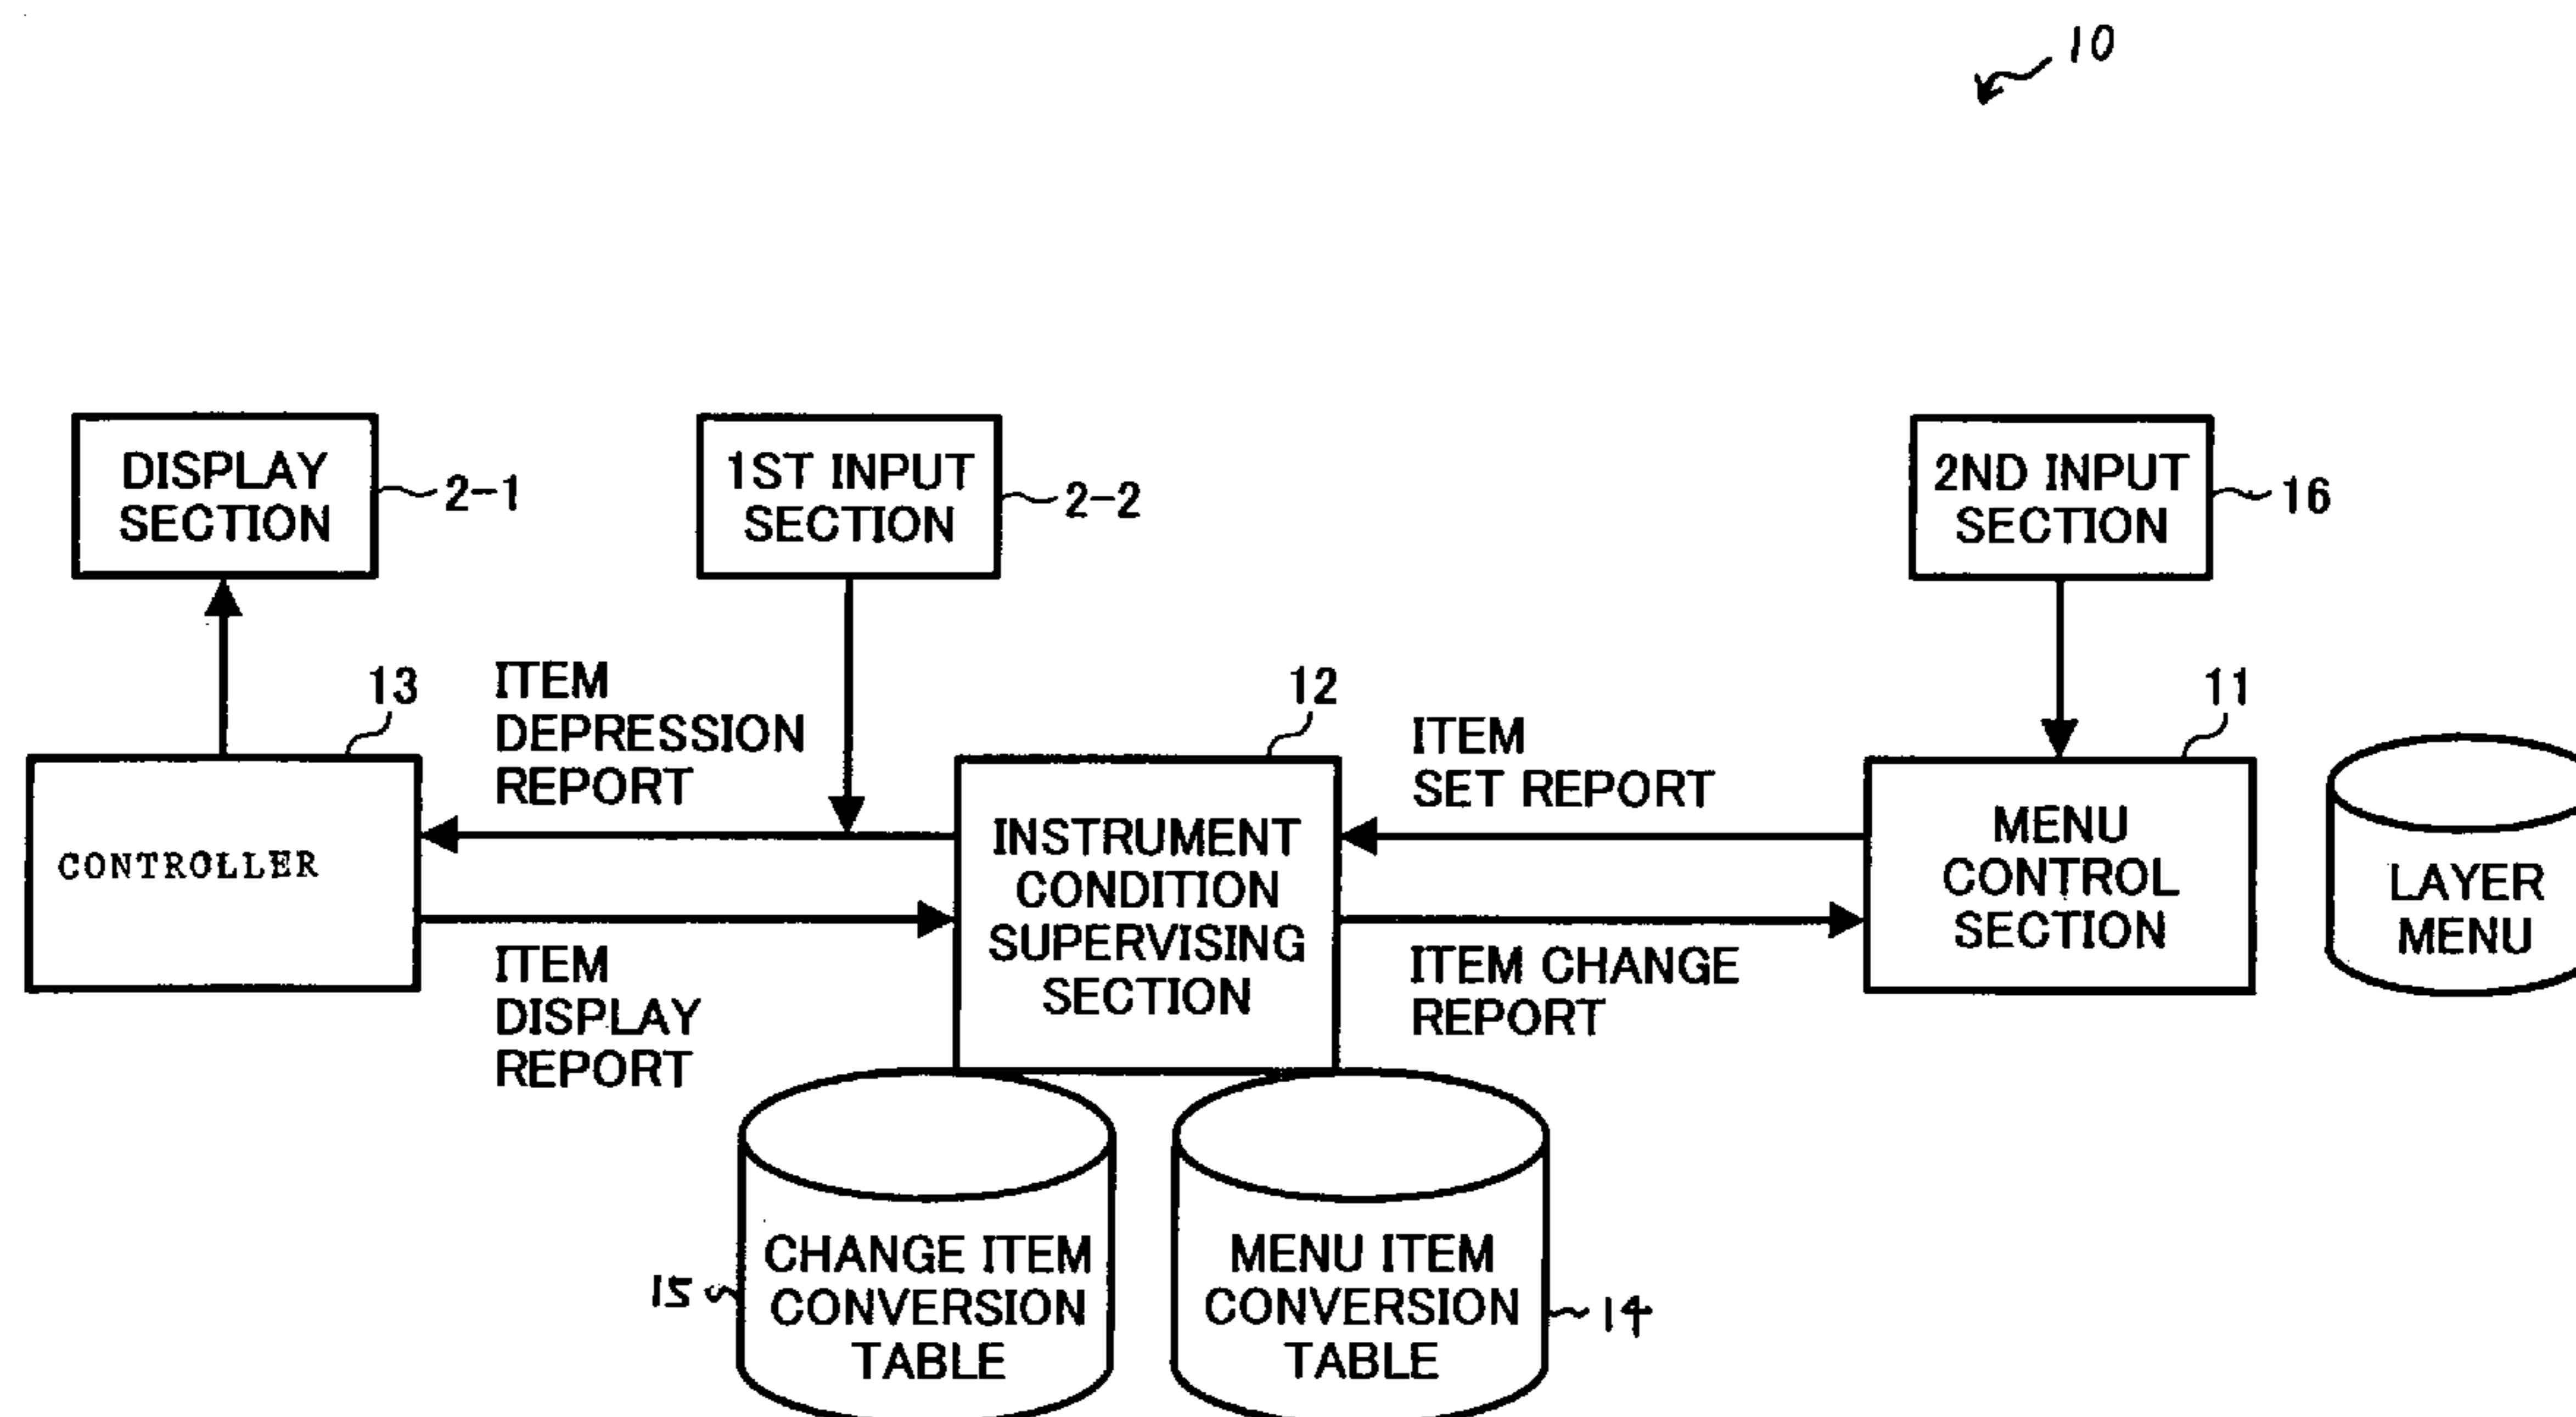 10
DISPLAY
SECTION
2-1
1ST INPUT
SECTION
2-2
2ND INPUT
SECTION
16
13
ITEM
DEPRESSION
REPORT
12
ITEM
SET REPORT
11
CONTROLLER
INSTRUMENT
CONDITION
SUPERVISING
SECTION
MENU
CONTROL
SECTION
LAYER
MENU
ITEM
DISPLAY
REPORT
ITEM CHANGE
REPORT
15
CHANGE ITEM
CONVERSION
TABLE
MENU ITEM
CONVERSION
TABLE
14